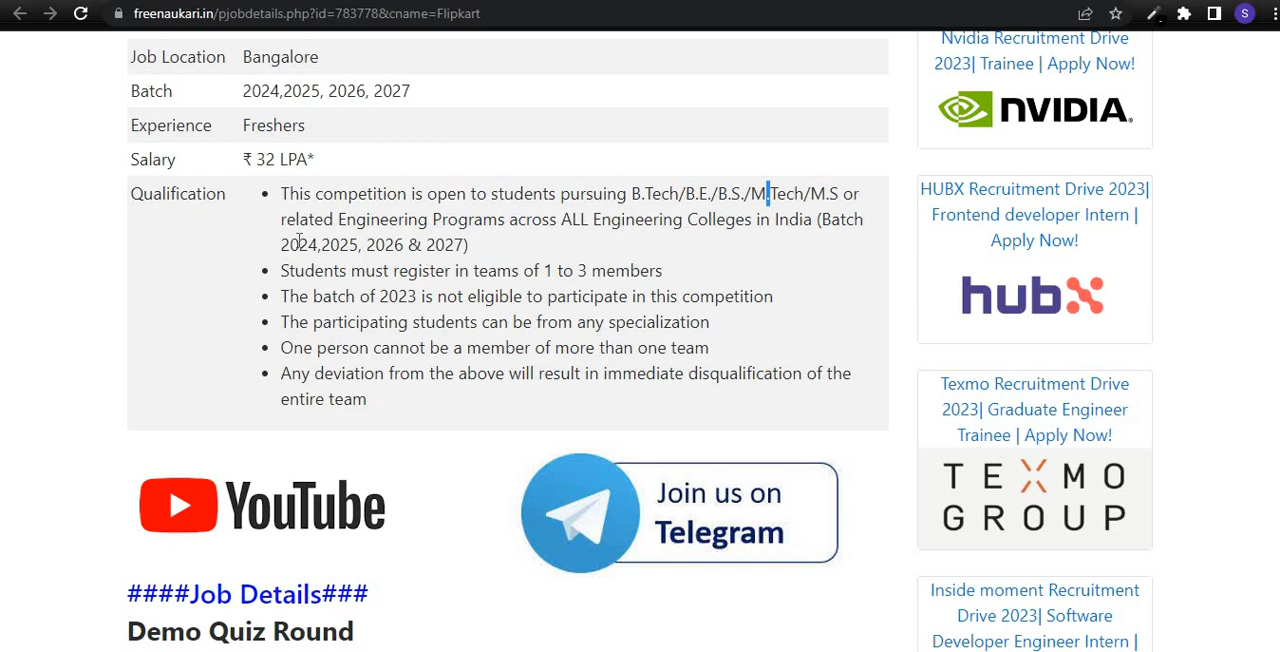 freenaukari.in/pjobdetails.php?id=783778&cname=Flipkart
S
Job Location Bangalore
Batch 2024,2025, 2026, 2027
Experience Freshers
Salary ₹ 32 LPA*
Qualification • This competition is open to students pursuing B.Tech/B.E./B.S./M.Tech/M.S or
related Engineering Programs across ALL Engineering Colleges in India (Batch
2024,2025, 2026 & 2027)
• Students must register in teams of 1 to 3 members
• The batch of 2023 is not eligible to participate in this competition
• The participating students can be from any specialization
• One person cannot be a member of more than one team
• Any deviation from the above will result in immediate disqualification of the
entire team
YouTube
Join us on
Telegram
####Job Details###
Demo Quiz Round
Nvidia Recruitment Drive
2023| Trainee | Apply Now!
NVIDIA.
HUBX Recruitment Drive 2023|
Frontend developer Intern |
Apply Now!
hubx
Texmo Recruitment Drive
2023| Graduate Engineer
Trainee | Apply Now!
TEXMO
GROUP
Inside moment Recruitment
Drive 2023| Software
Developer Engineer Intern |